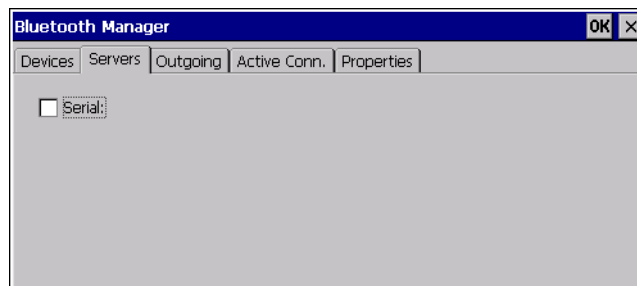 Bluetooth Manager OK ×
Devices Servers Outgoing Active Conn. Properties
Serial: